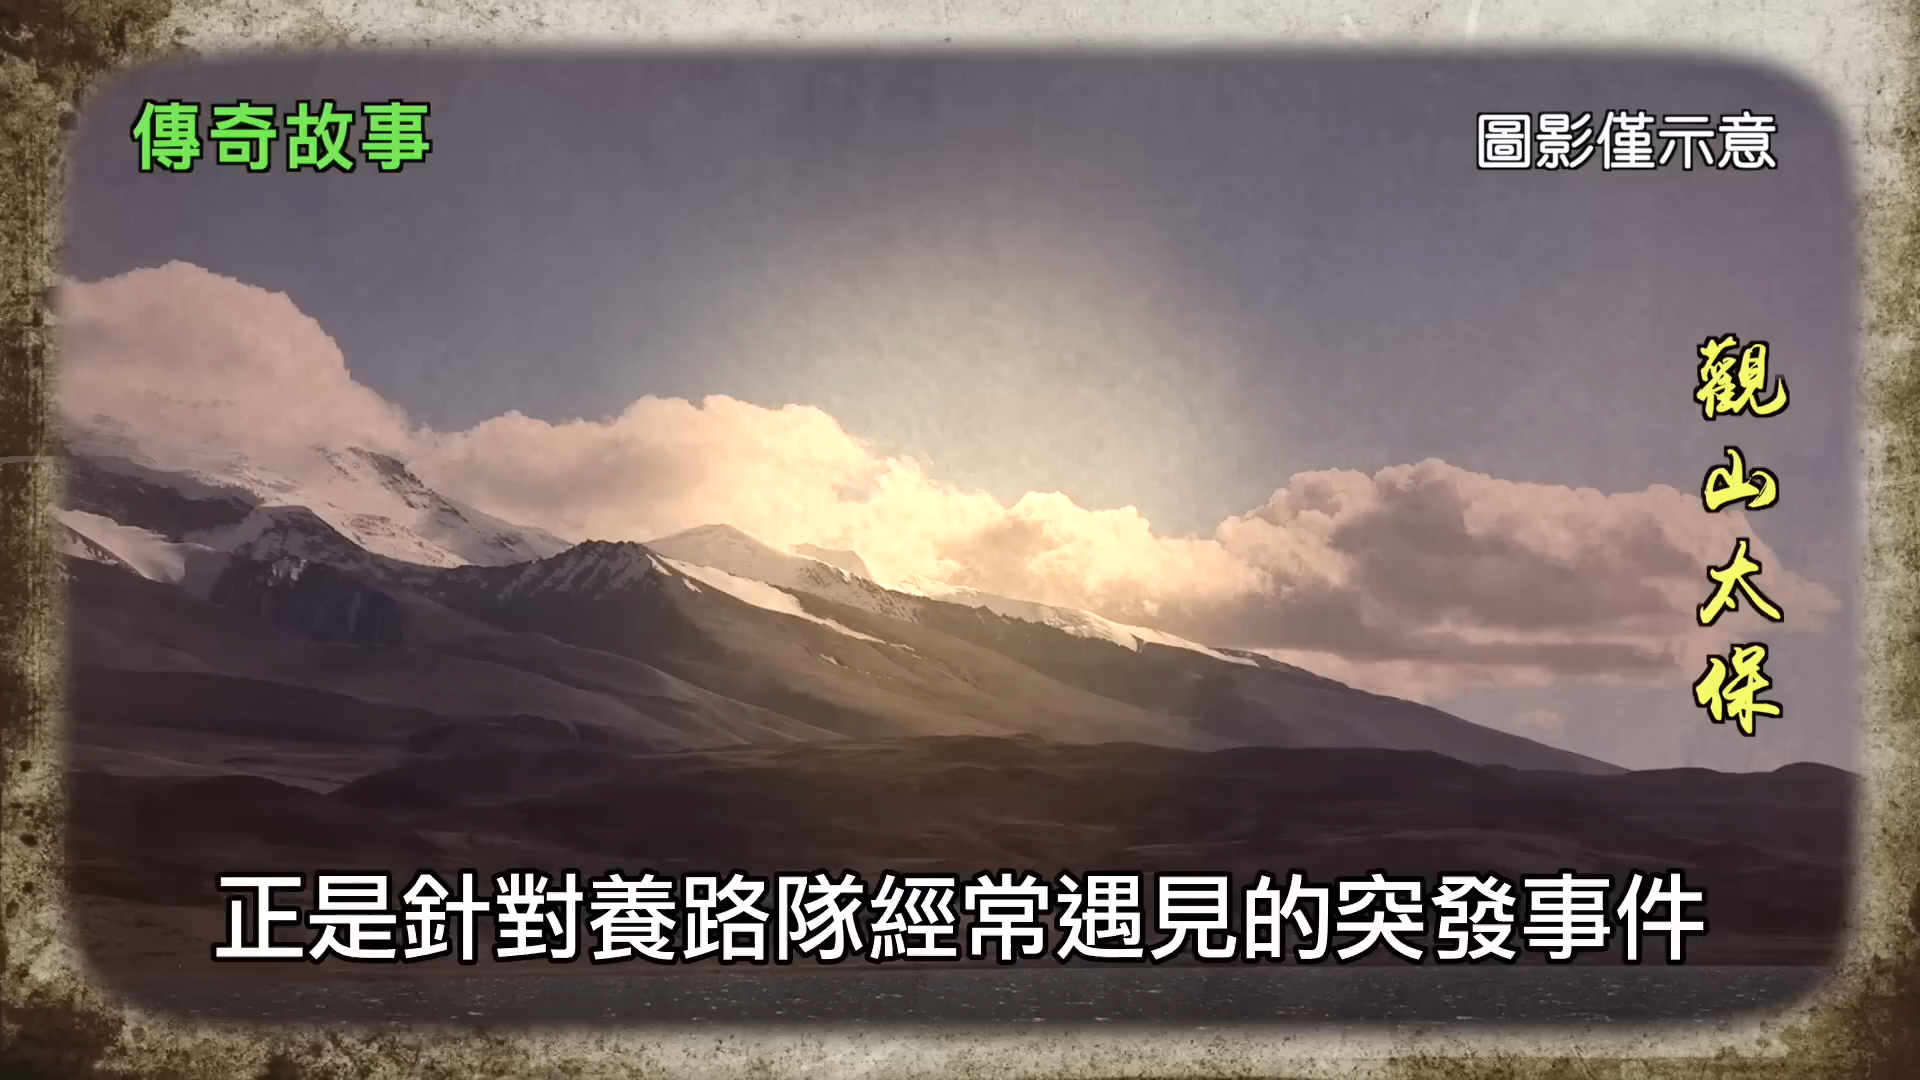 傳奇故事
圖影僅示意
觀山太保
正是針對養路隊經常遇見的突發事件